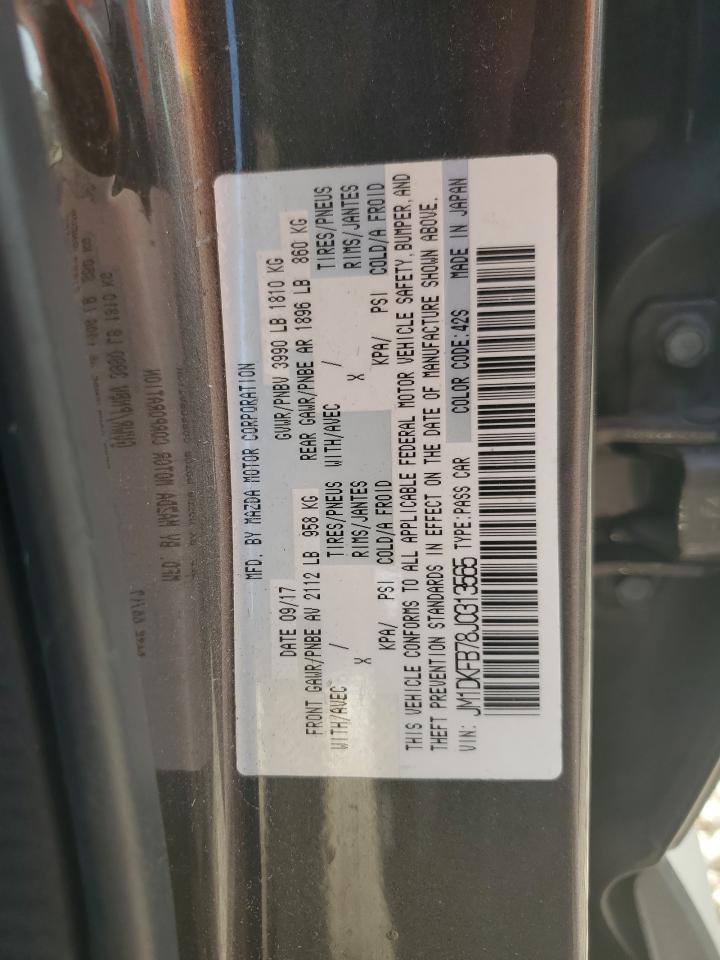 MFD. BY MAZDA MOTOR CORPORATION
DATE 09/17 GVWR/PNBV 3990 LB 1810 KG
FRONT GAWR/PNBE AV 2112 LB 958 KG REAR GAWR/PNBE AR 1896 LB 860 KG
WITH/AVEC / TIRES/PNEUS WITH/AVEC / TIRES/PNEUS
X RIMS/JANTES X RIMS/JANTES
KPA/ PSI COLD/A FROID KPA/ PSI COLD/A FROID
THIS VEHICLE CONFORMS TO ALL APPLICABLE FEDERAL MOTOR VEHICLE SAFETY, BUMPER, AND
THEFT PREVENTION STANDARDS IN EFFECT ON THE DATE OF MANUFACTURE SHOWN ABOVE.
VIN: JM1DKFB78J0313565 TYPE:PASS CAR COLOR CODE:42S MADE IN JAPAN